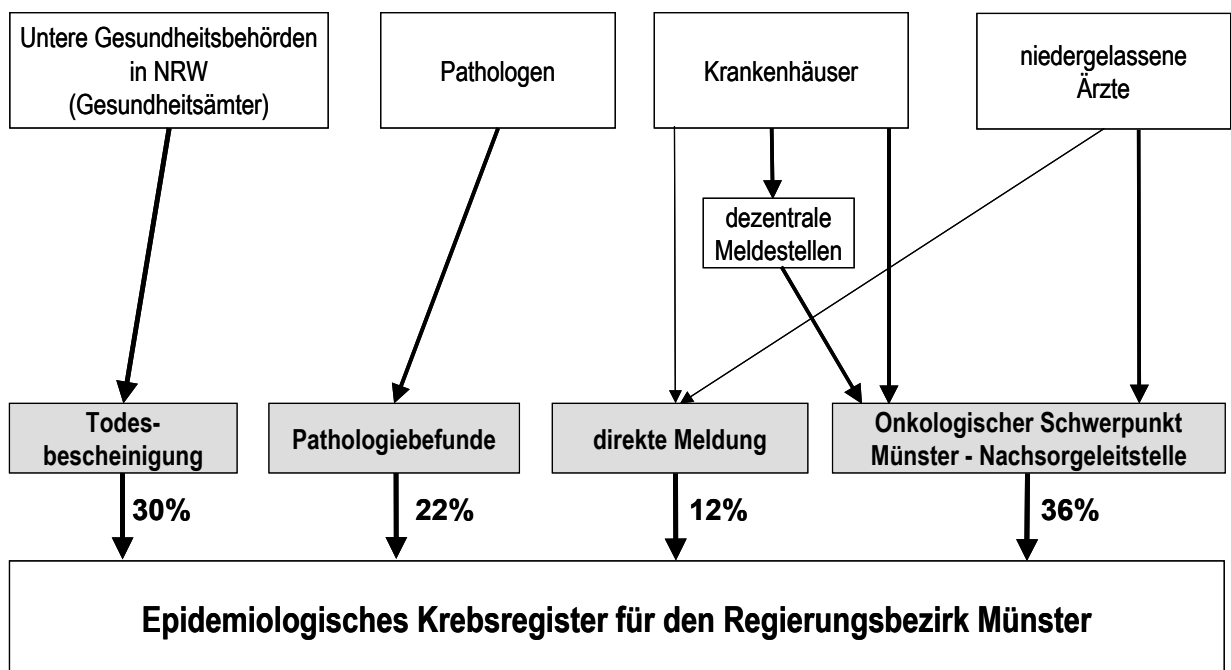 Untere Gesundheitsbehörden
in NRW
(Gesundheitsämter)
Pathologen
Krankenhäuser
niedergelassene
Ärzte
dezentrale
Meldestellen
Todes-
bescheinigung
Pathologiebefunde
direkte Meldung
Onkologischer Schwerpunkt
Münster - Nachsorgeleitstelle
30%
22%
12%
36%
Epidemiologisches Krebsregister für den Regierungsbezirk Münster